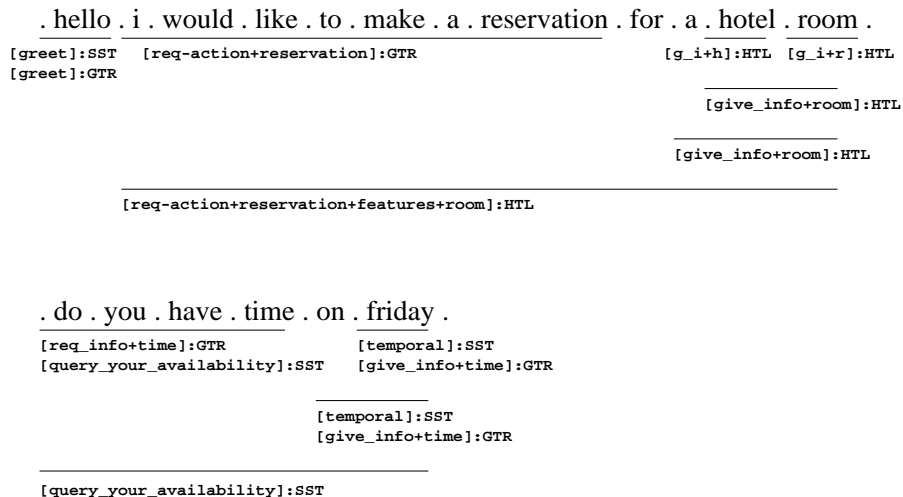 . hello . i . would . like . to . make . a . reservation . for . a . hotel . room .
[greet]:SST [req-action+reservation]:GTR [g_i+h]:HTL [g_i+r]:HTL
[greet]:GTR
[give_info+room]:HTL
[give_info+room]:HTL
[req-action+reservation+features+room]:HTL
. do . you . have . time . on . friday .
[req_info+time]:GTR [temporal]:SST
[query_your_availability]:SST [give_info+time]:GTR
[temporal]:SST
[give_info+time]:GTR
[query_your_availability]:SST